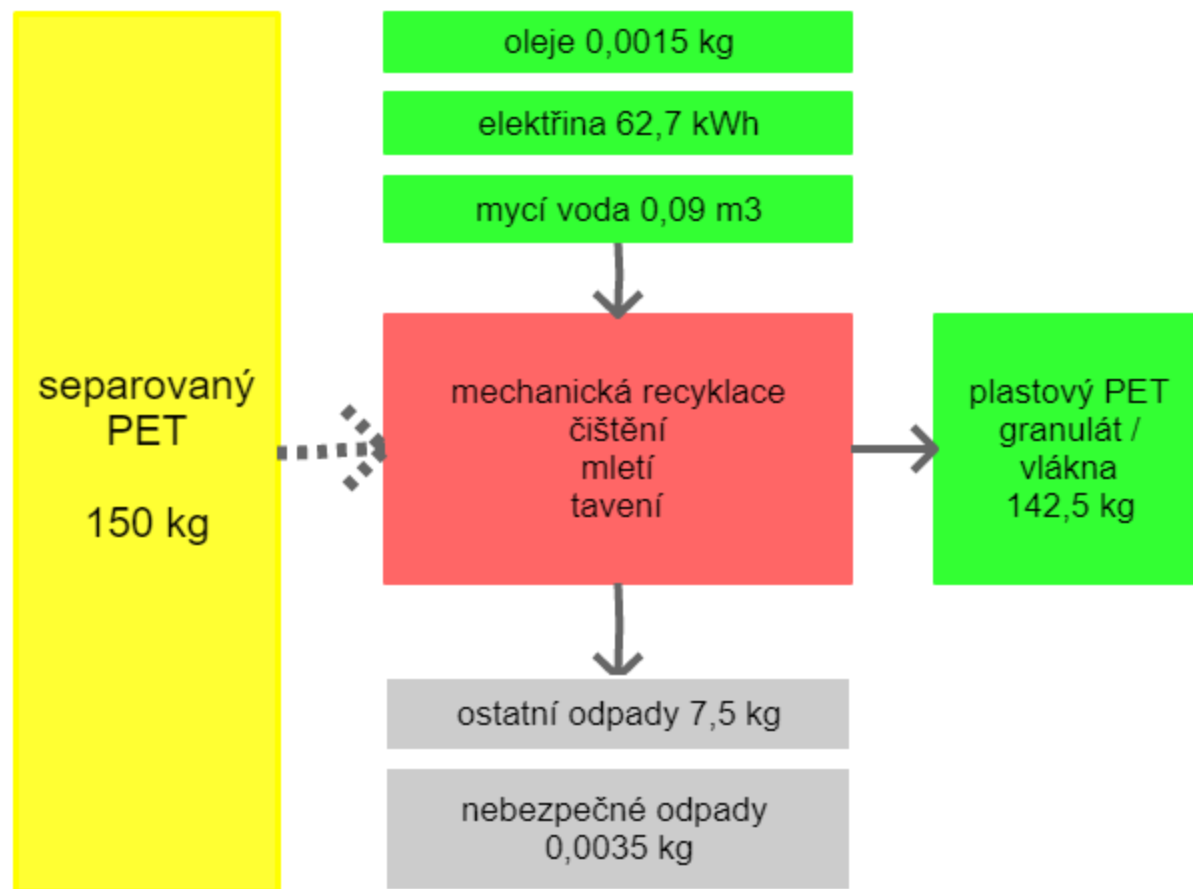 oleje 0,0015 kg
elektřina 62,7 kWh
mycí voda 0,09 m3
separovaný
PET
150 kg
mechanická recyklace
čištění
mletí
tavení
plastový PET
granulát /
vlákna
142,5 kg
ostatní odpady 7,5 kg
nebezpečné odpady
0,0035 kg